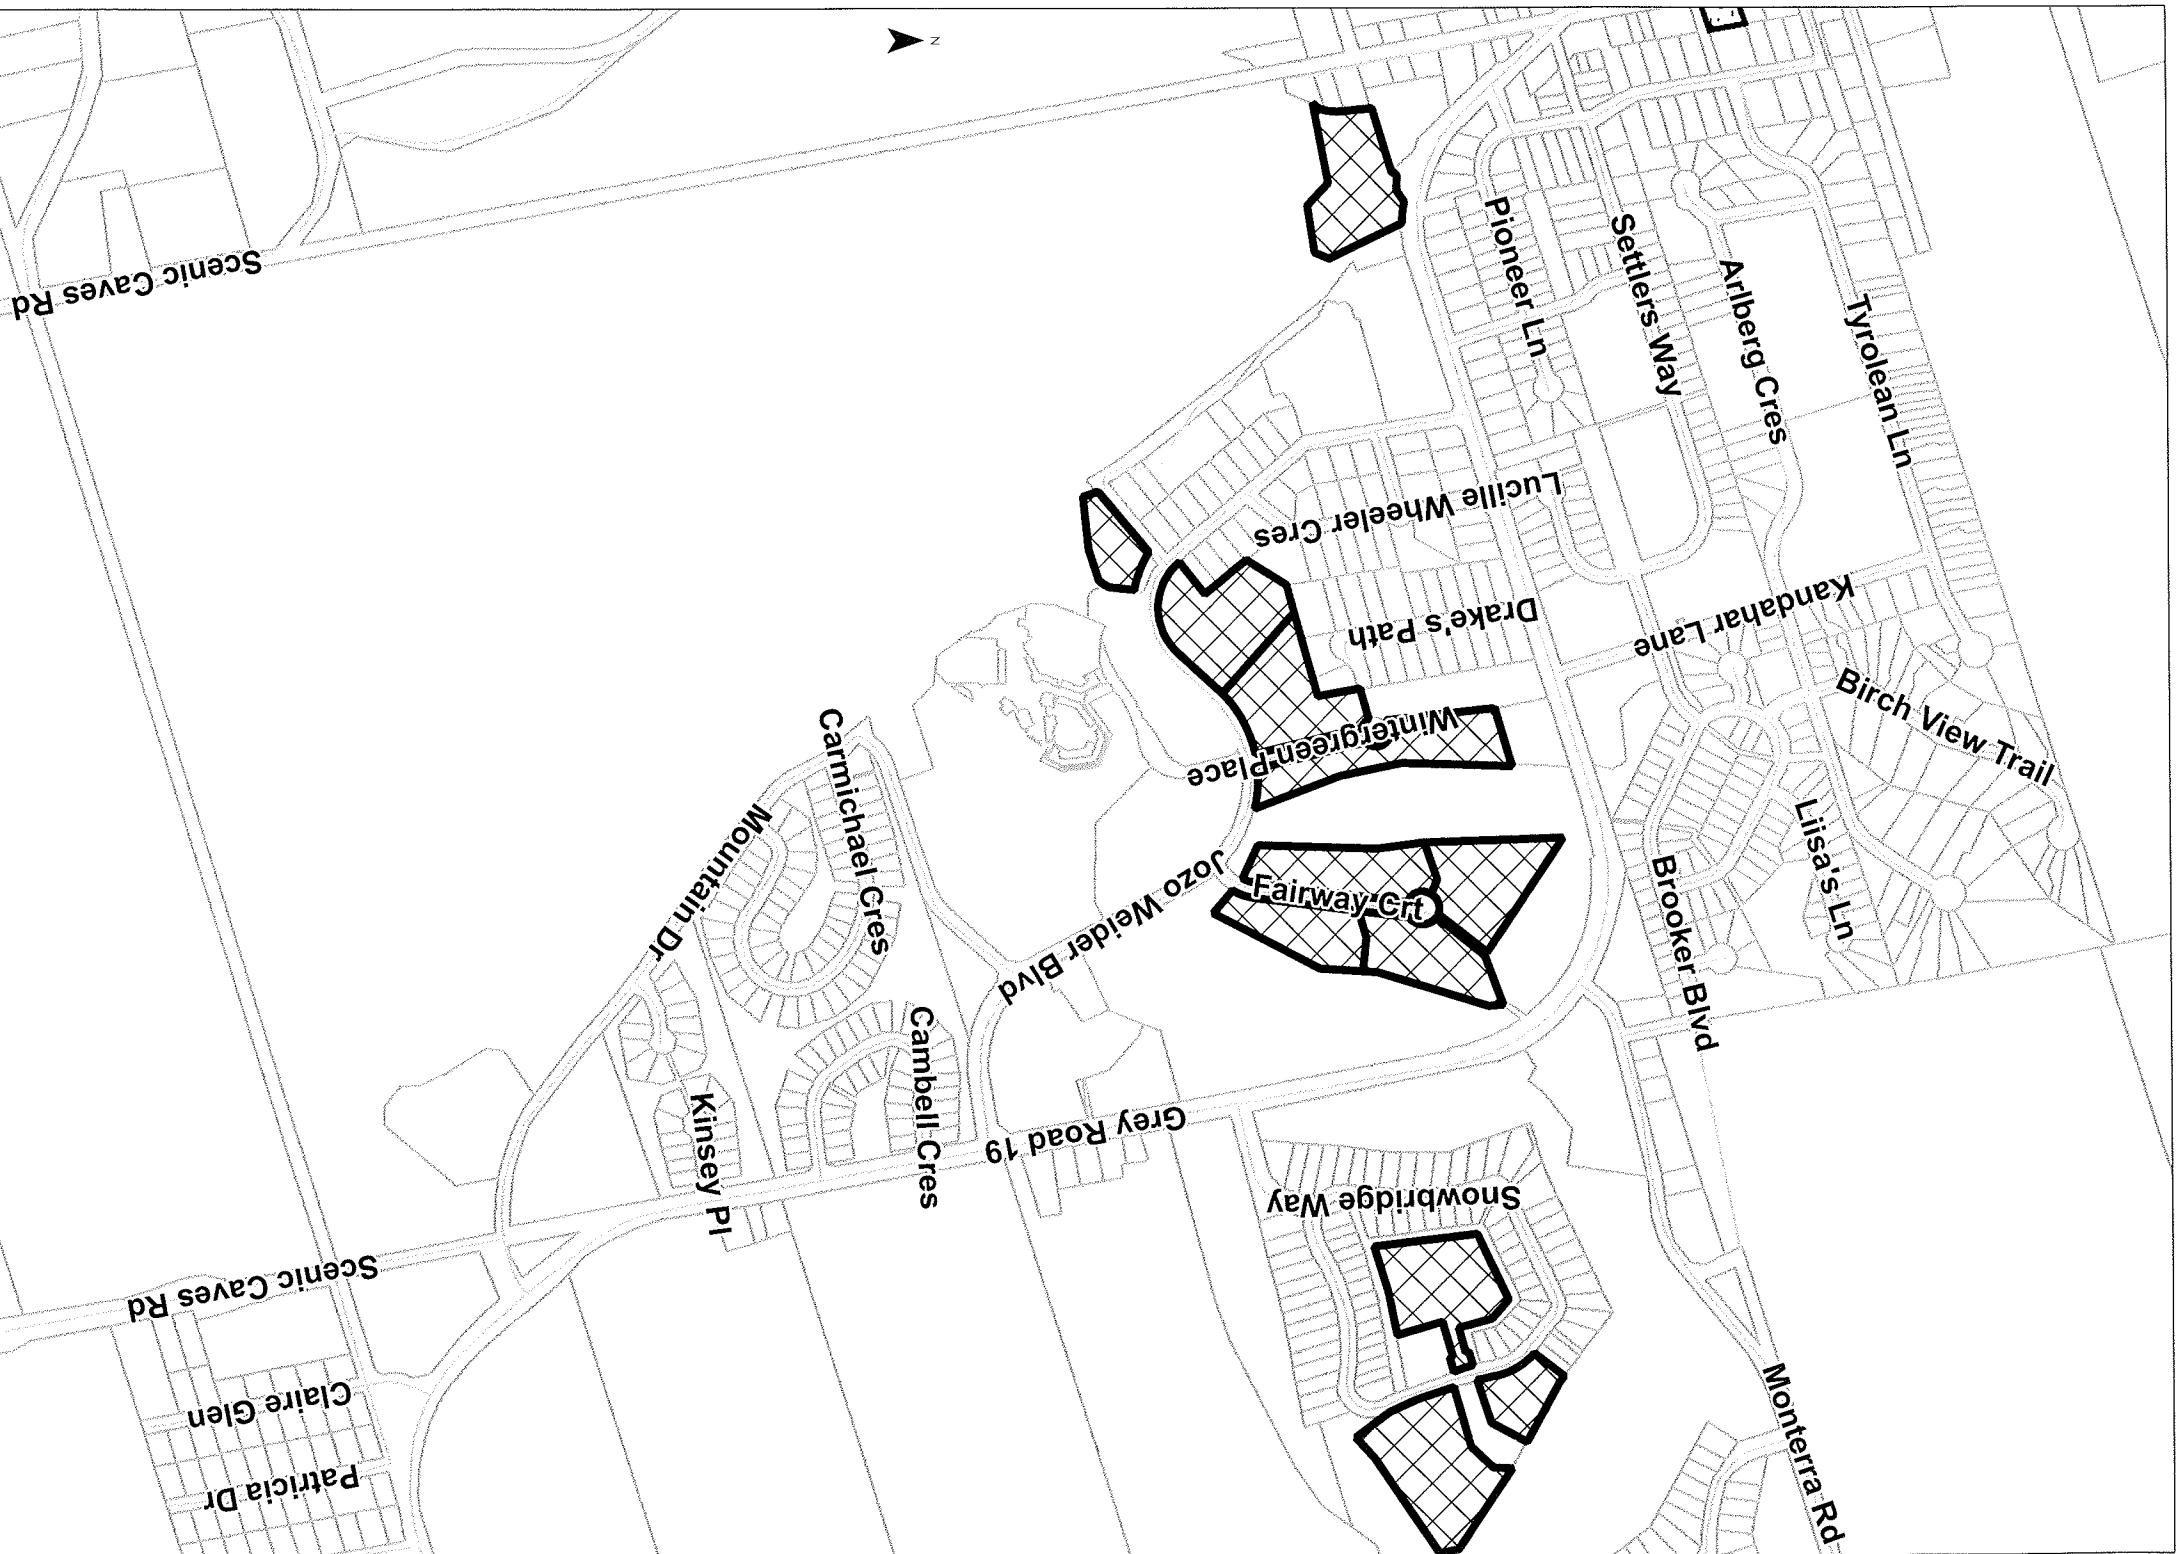 N
Scenic Caves Rd
Pioneer Ln
Settlers Way
Arlberg Cres
Tyrolean Ln
Lucille Wheeler Cres
Drake's Path
Kandahar Lane
Birch View Trail
Wintergreen Place
Carmichael Cres
Mountain Dr
Jozo Weider Blvd
Fairway Crt
Liisa's Ln
Brooker Blvd
Cambell Cres
Kinsey Pl
Grey Road 19
Snowbridge Way
Scenic Caves Rd
Claire Glen
Patricia Dr
Monterra Rd